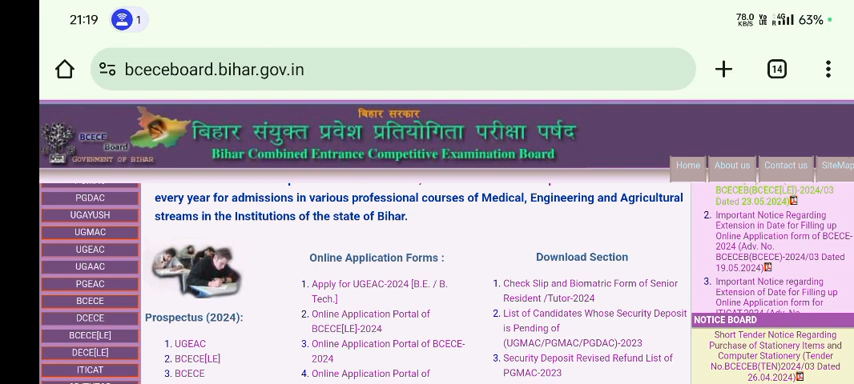 21:19
1
78.0
KB/S
Vo
LTE
4G
R
63%
bceceboard.bihar.gov.in
14
BCECE
Board
GOVERNMENT OF BIHAR
बिहार सरकार
बिहार संयुक्त प्रवेश प्रतियोगिता परीक्षा पर्षद
Bihar Combined Entrance Competitive Examination Board
Home
About us
Contact us
SiteMap
PGDAC
UGAYUSH
UGMAC
UGEAC
UGAAC
PGEAC
BCECE
DCECE
BCECE[LE]
DECE[LE]
ITICAT
every year for admissions in various professional courses of Medical, Engineering and Agricultural
streams in the Institutions of the state of Bihar.
Prospectus (2024):
1. UGEAC
2. BCECE[LE]
3. BCECE
Online Application Forms :
1. Apply for UGEAC-2024 [B.E. / B.
Tech.]
2. Online Application Portal of
BCECE[LE]-2024
3. Online Application Portal of BCECE-
2024
4. Online Application Portal of
Download Section
1. Check Slip and Biomatric Form of Senior
Resident /Tutor-2024
2. List of Candidates Whose Security Deposit
is Pending of
(UGMAC/PGMAC/PGDAC)-2023
3. Security Deposit Revised Refund List of
PGMAC-2023
BCECEB(BCECE[LE])-2024/03
Dated 23.05.2024)
2. Important Notice Regarding
Extension in Date for Filling up
Online Application form of BCECE-
2024 (Adv. No.
BCECEB(BCECE)-2024/03 Dated
19.05.2024)
3. Important Notice regarding
Extension of Date for Filling up
Online Application form for
ITICAT-2024 (Adv. No.
NOTICE BOARD
Short Tender Notice Regarding
Purchase of Stationery Items and
Computer Stationery (Tender
No.BCECEB(TEN)2024/03 Dated
26.04.2024)